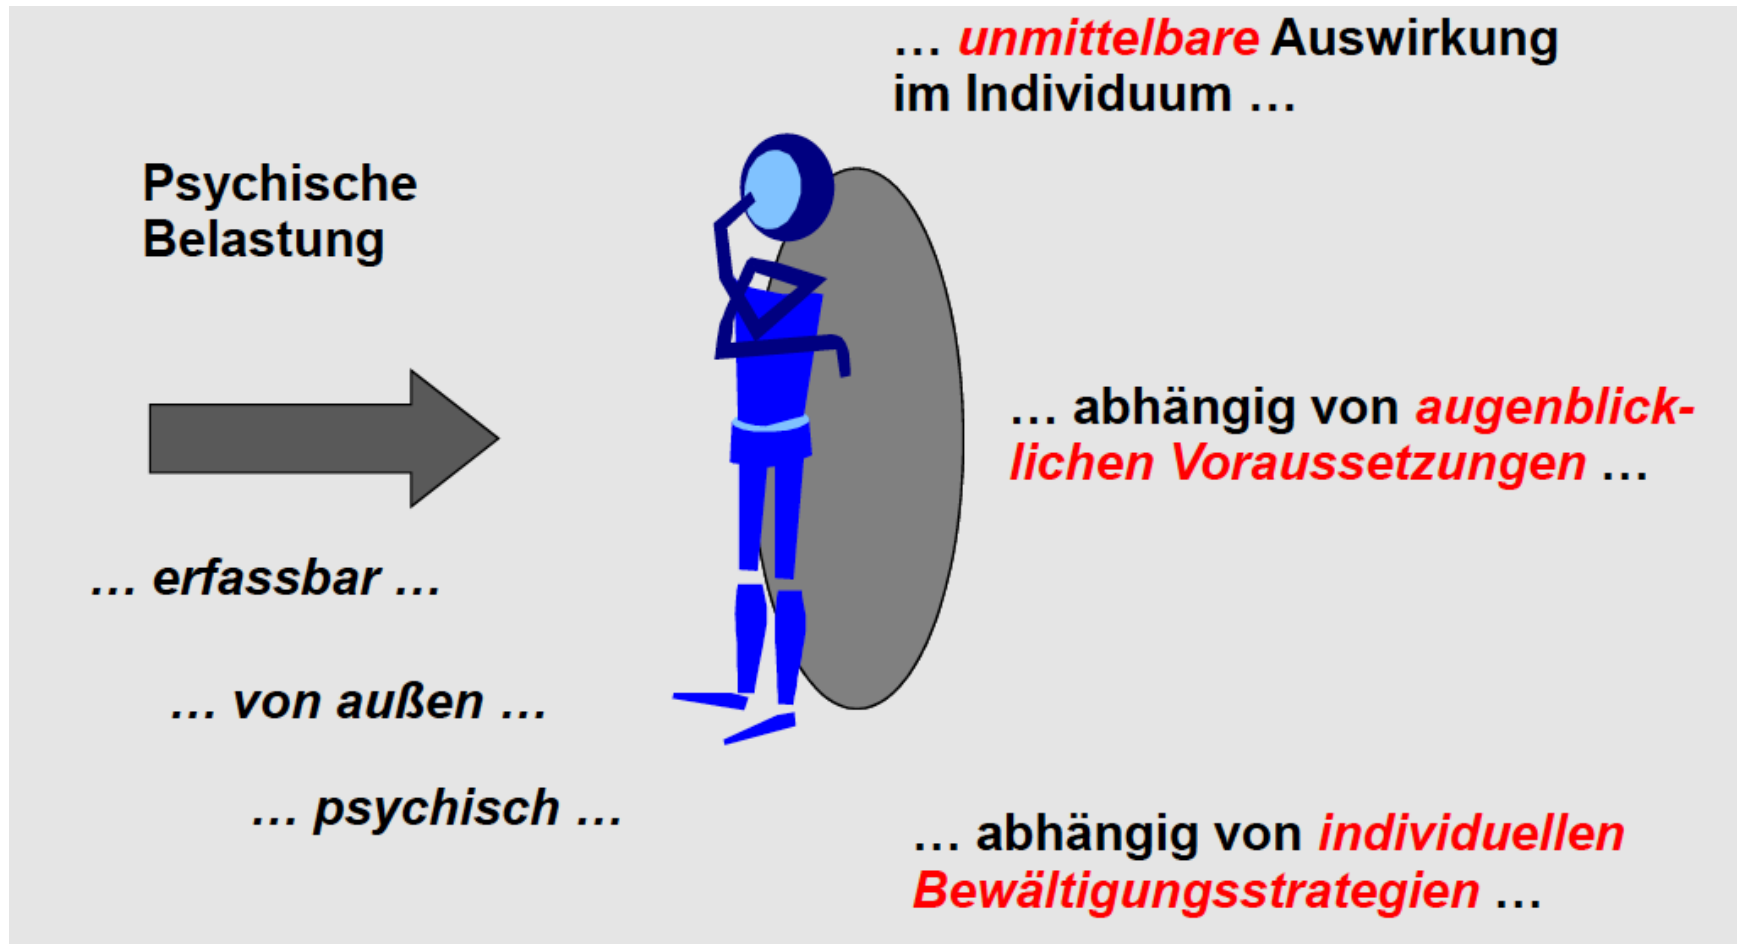 … unmittelbare Auswirkung
im Individuum …
Psychische
Belastung
… abhängig von augenblick-
lichen Voraussetzungen …
… erfassbar …
… von außen …
… psychisch …
… abhängig von individuellen
Bewältigungsstrategien …